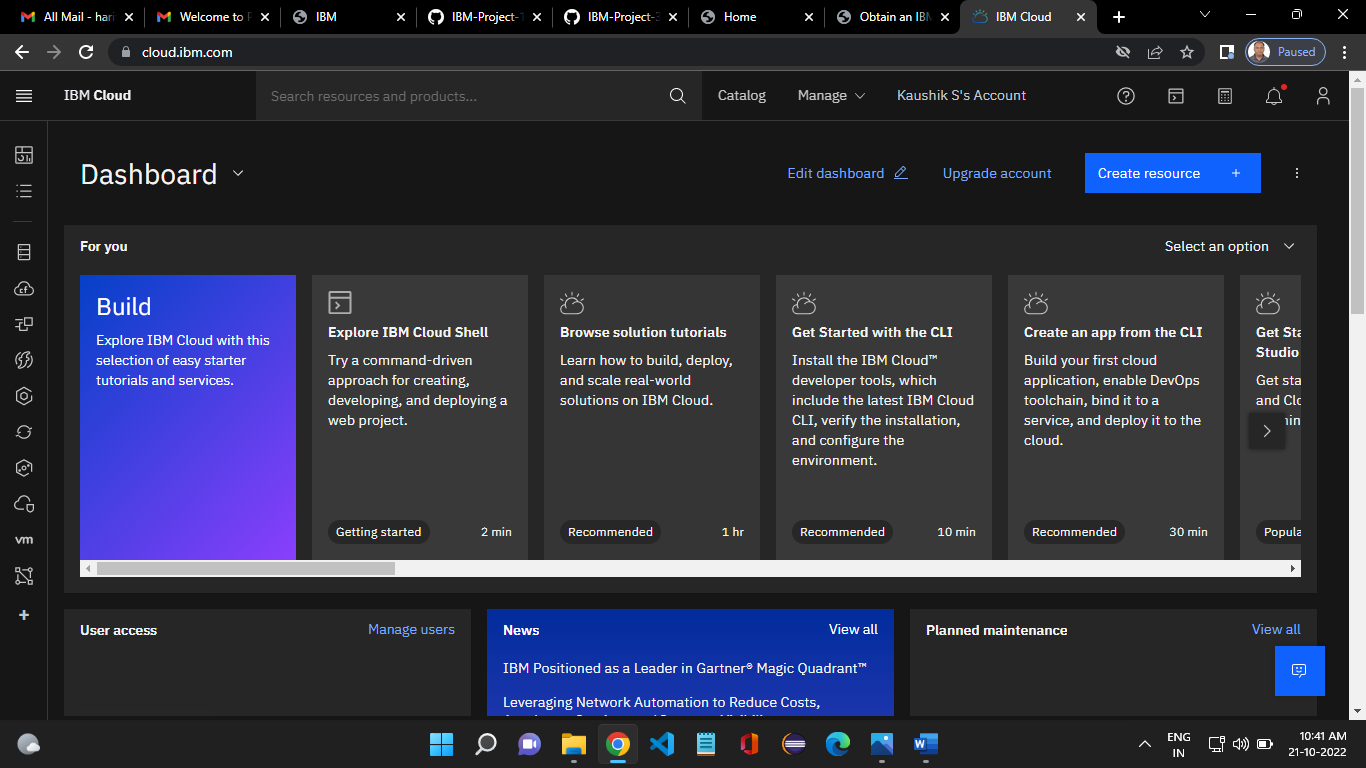 All Mail - hari
Welcome to F
IBM
IBM-Project-1
IBM-Project-3
Home
Obtain an IBM
IBM Cloud
cloud.ibm.com
Paused
IBM Cloud
Search resources and products...
Catalog
Manage
Kaushik S's Account
Dashboard
Edit dashboard
Upgrade account
Create resource
For you
Select an option
Build
Explore IBM Cloud with this
selection of easy starter
tutorials and services.
Explore IBM Cloud Shell
Try a command-driven
approach for creating,
developing, and deploying a
web project.
Getting started
2 min
Browse solution tutorials
Learn how to build, deploy,
and scale real-world
solutions on IBM Cloud.
Recommended
1 hr
Get Started with the CLI
Install the IBM Cloud™
developer tools, which
include the latest IBM Cloud
CLI, verify the installation,
and configure the
environment.
Recommended
10 min
Create an app from the CLI
Build your first cloud
application, enable DevOps
toolchain, bind it to a
service, and deploy it to the
cloud.
Recommended
30 min
Get Sta
Studio
Get sta
and Clo
Popula
User access
Manage users
News
View all
IBM Positioned as a Leader in Gartner® Magic Quadrant™
Leveraging Network Automation to Reduce Costs,
Planned maintenance
View all
cf
vm
ENG
IN
10:41 AM
21-10-2022